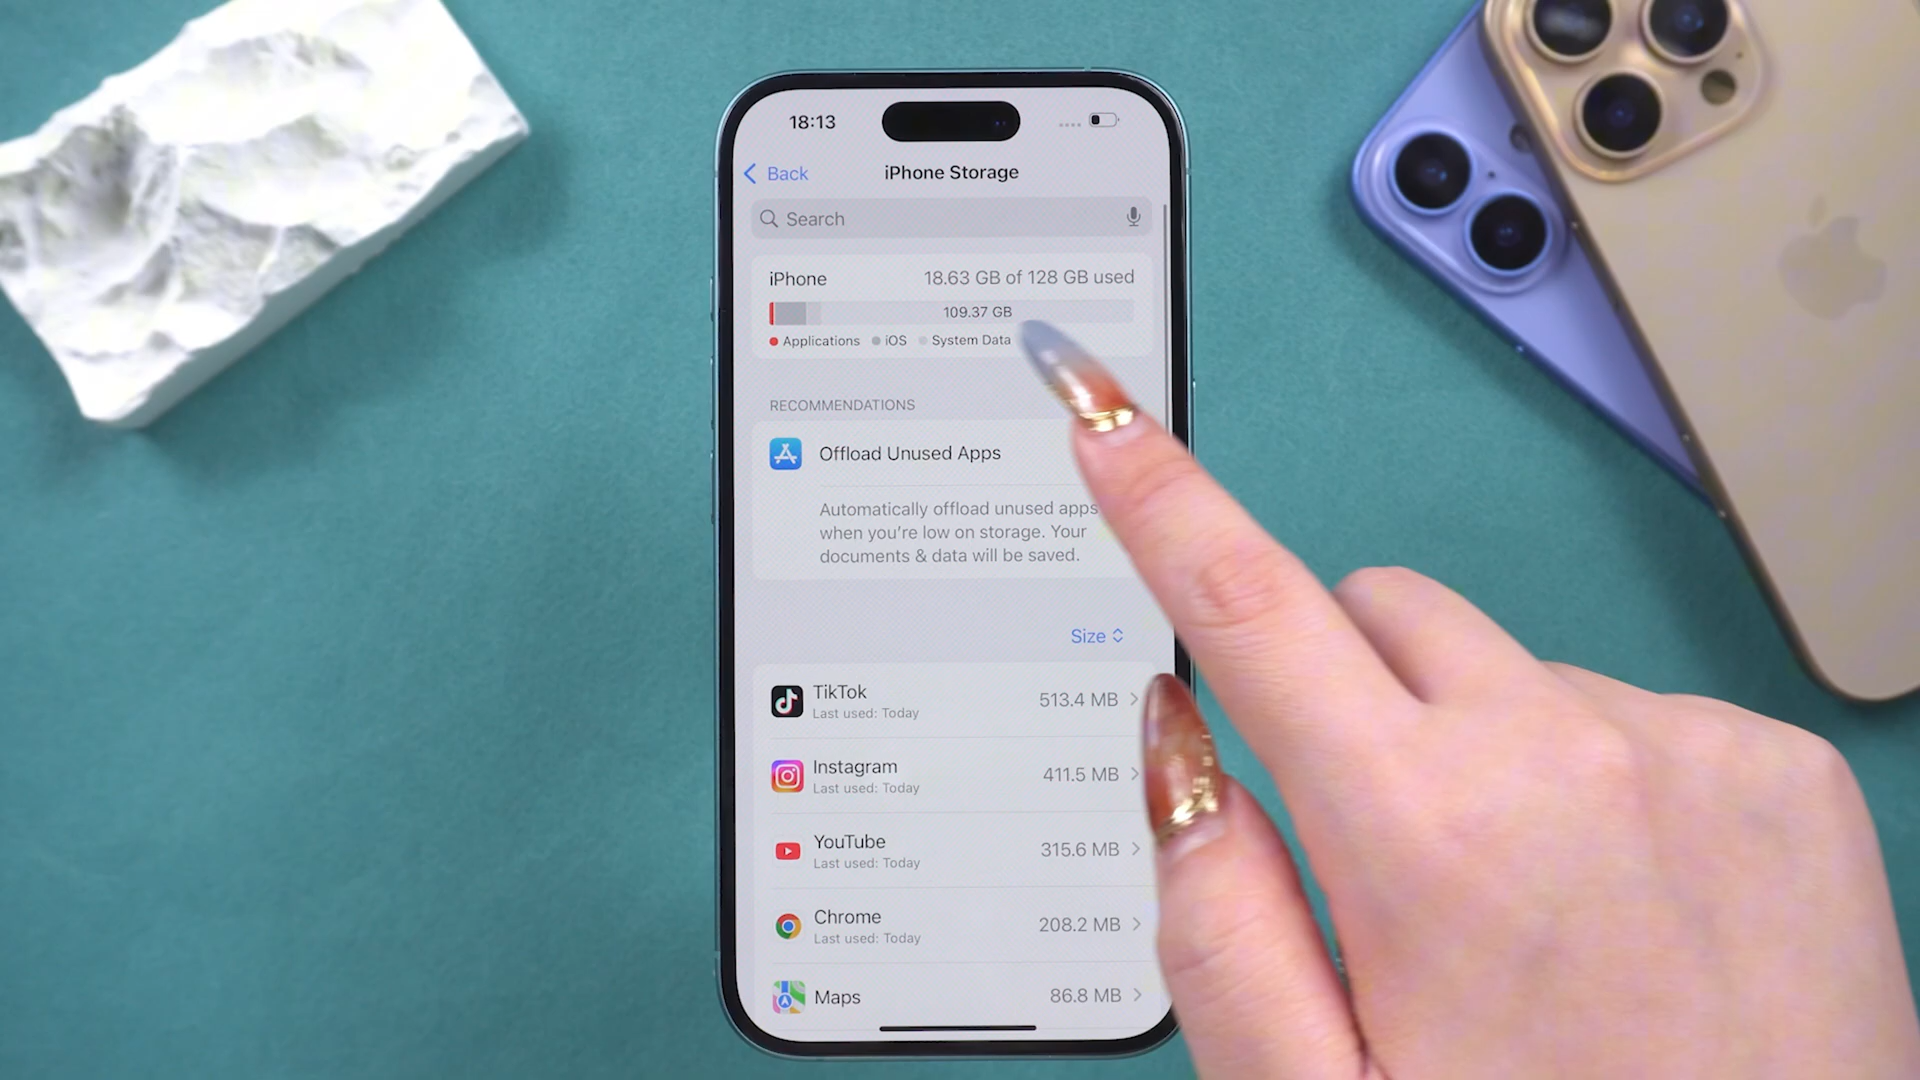 18:13
Back
iPhone Storage
Search
iPhone
18.63 GB of 128 GB used
109.37 GB
Applications
iOS
System Data
RECOMMENDATIONS
Offload Unused Apps
Automatically offload unused apps
when you're low on storage. Your
documents & data will be saved.
Size
TikTok
513.4 MB
Last used: Today
Instagram
411.5 MB
Last used: Today
YouTube
315.6 MB
Last used: Today
Chrome
208.2 MB
Last used: Today
Maps
86.8 MB